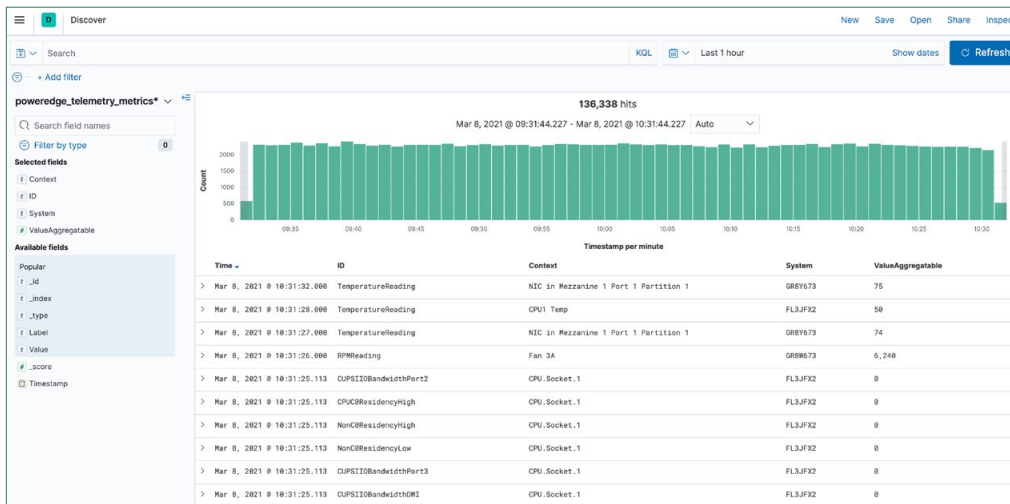 D Discover New Save Open Share Inspec
Search KQL Last 1 hour Show dates Refresh
+ Add filter
poweredge_telemetry_metrics*
Search field names
Filter by type 0
Selected fields
t Context
t ID
t System
# ValueAggregatable
Available fields
Popular
t _id
t _index
t _type
t Label
t Value
# _score
Timestamp
136,338 hits
Mar 8, 2021 @ 09:31:44.227 - Mar 8, 2021 @ 10:31:44.227 Auto
Count
2000
1500
1000
500
0
09:35 09:40 09:45 09:50 09:55 10:00 10:05 10:10 10:15 10:20 10:25 10:30
Timestamp per minute
Time ID Context System ValueAggregatable
Mar 8, 2021 @ 10:31:32.000 TemperatureReading NIC in Mezzanine 1 Port 1 Partition 1 GR8Y673 75
Mar 8, 2021 @ 10:31:28.000 TemperatureReading CPU1 Temp FL3JFX2 50
Mar 8, 2021 @ 10:31:27.000 TemperatureReading NIC in Mezzanine 1 Port 1 Partition 1 GR8Y673 74
Mar 8, 2021 @ 10:31:26.000 RPMReading Fan 3A GR8W673 6,240
Mar 8, 2021 @ 10:31:25.113 CUPSIIOBandwidthPort2 CPU.Socket.1 FL3JFX2 0
Mar 8, 2021 @ 10:31:25.113 CPUC0ResidencyHigh CPU.Socket.1 FL3JFX2 0
Mar 8, 2021 @ 10:31:25.113 NonC0ResidencyHigh CPU.Socket.1 FL3JFX2 0
Mar 8, 2021 @ 10:31:25.113 NonC0ResidencyLow CPU.Socket.1 FL3JFX2 0
Mar 8, 2021 @ 10:31:25.113 CUPSIIOBandwidthPort3 CPU.Socket.1 FL3JFX2 0
Mar 8, 2021 @ 10:31:25.113 CUPSIIOBandwidthDMI CPU.Socket.1 FL3JFX2 0